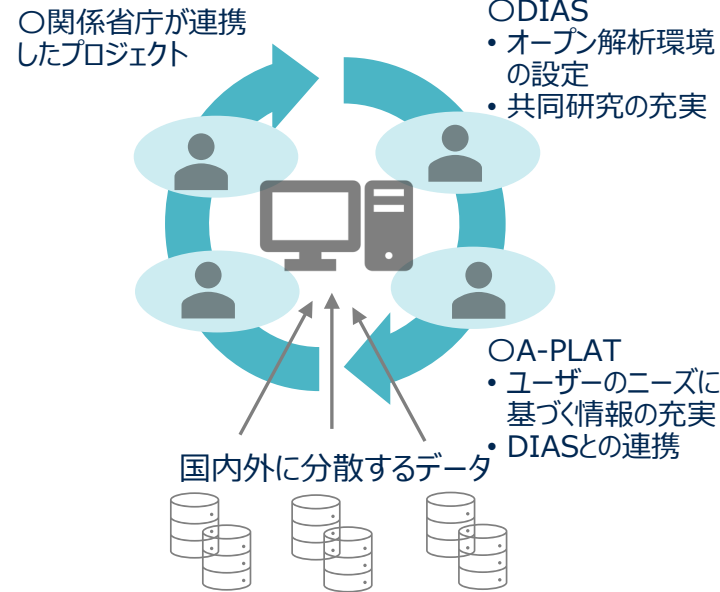 〇関係省庁が連携
したプロジェクト
〇DIAS
• オープン解析環境
の設定
• 共同研究の充実
〇A-PLAT
• ユーザーのニーズに
基づく情報の充実
• DIASとの連携
国内外に分散するデータ